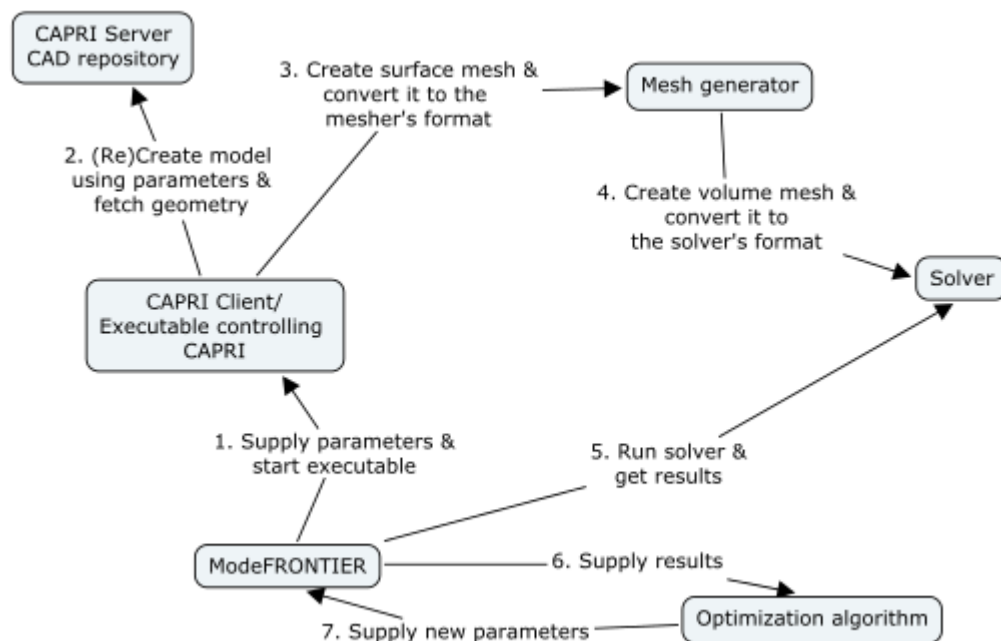 CAPRI Server
CAD repository
3. Create surface mesh &
convert it to the
mesher's format
Mesh generator
2. (Re)Create model
using parameters &
fetch geometry
4. Create volume mesh &
convert it to
the solver's format
Solver
CAPRI Client/
Executable controlling
CAPRI
1. Supply parameters &
start executable
5. Run solver &
get results
ModeFRONTIER
6. Supply results
Optimization algorithm
7. Supply new parameters